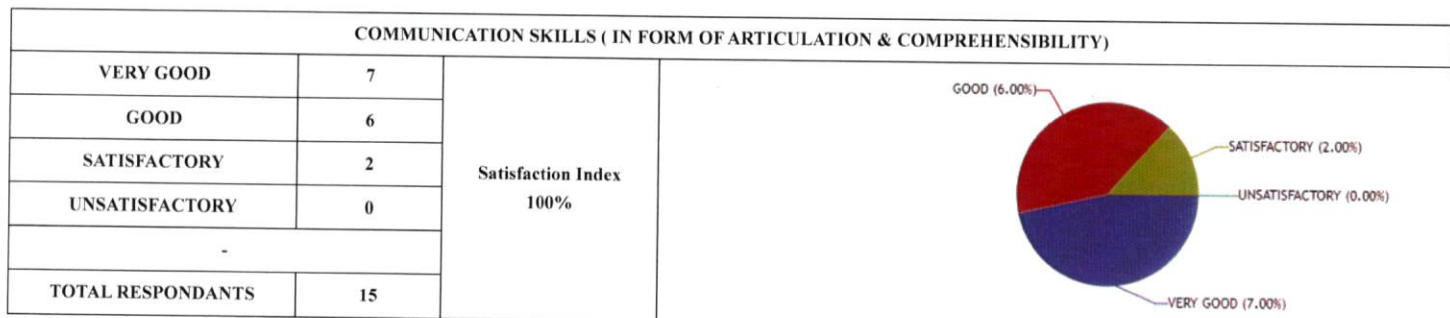 COMMUNICATION SKILLS ( IN FORM OF ARTICULATION & COMPREHENSIBILITY)
VERY GOOD 7
GOOD 6
SATISFACTORY 2
UNSATISFACTORY 0
-
TOTAL RESPONDANTS 15
Satisfaction Index
100%
GOOD (6.00%)
SATISFACTORY (2.00%)
UNSATISFACTORY (0.00%)
VERY GOOD (7.00%)